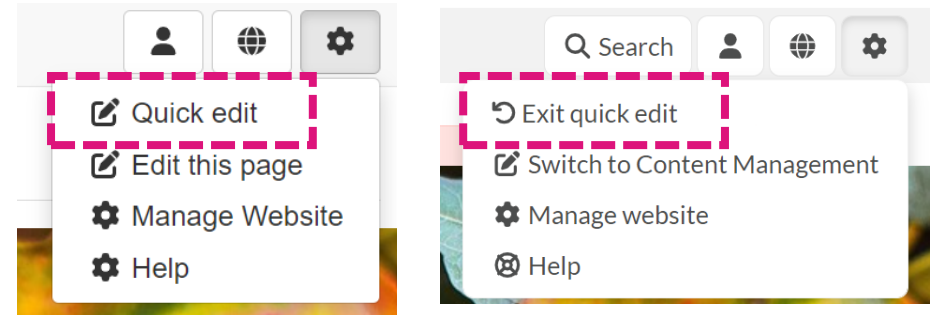 Quick edit
Edit this page
Manage Website
Help
Search
Exit quick edit
Switch to Content Management
Manage website
Help